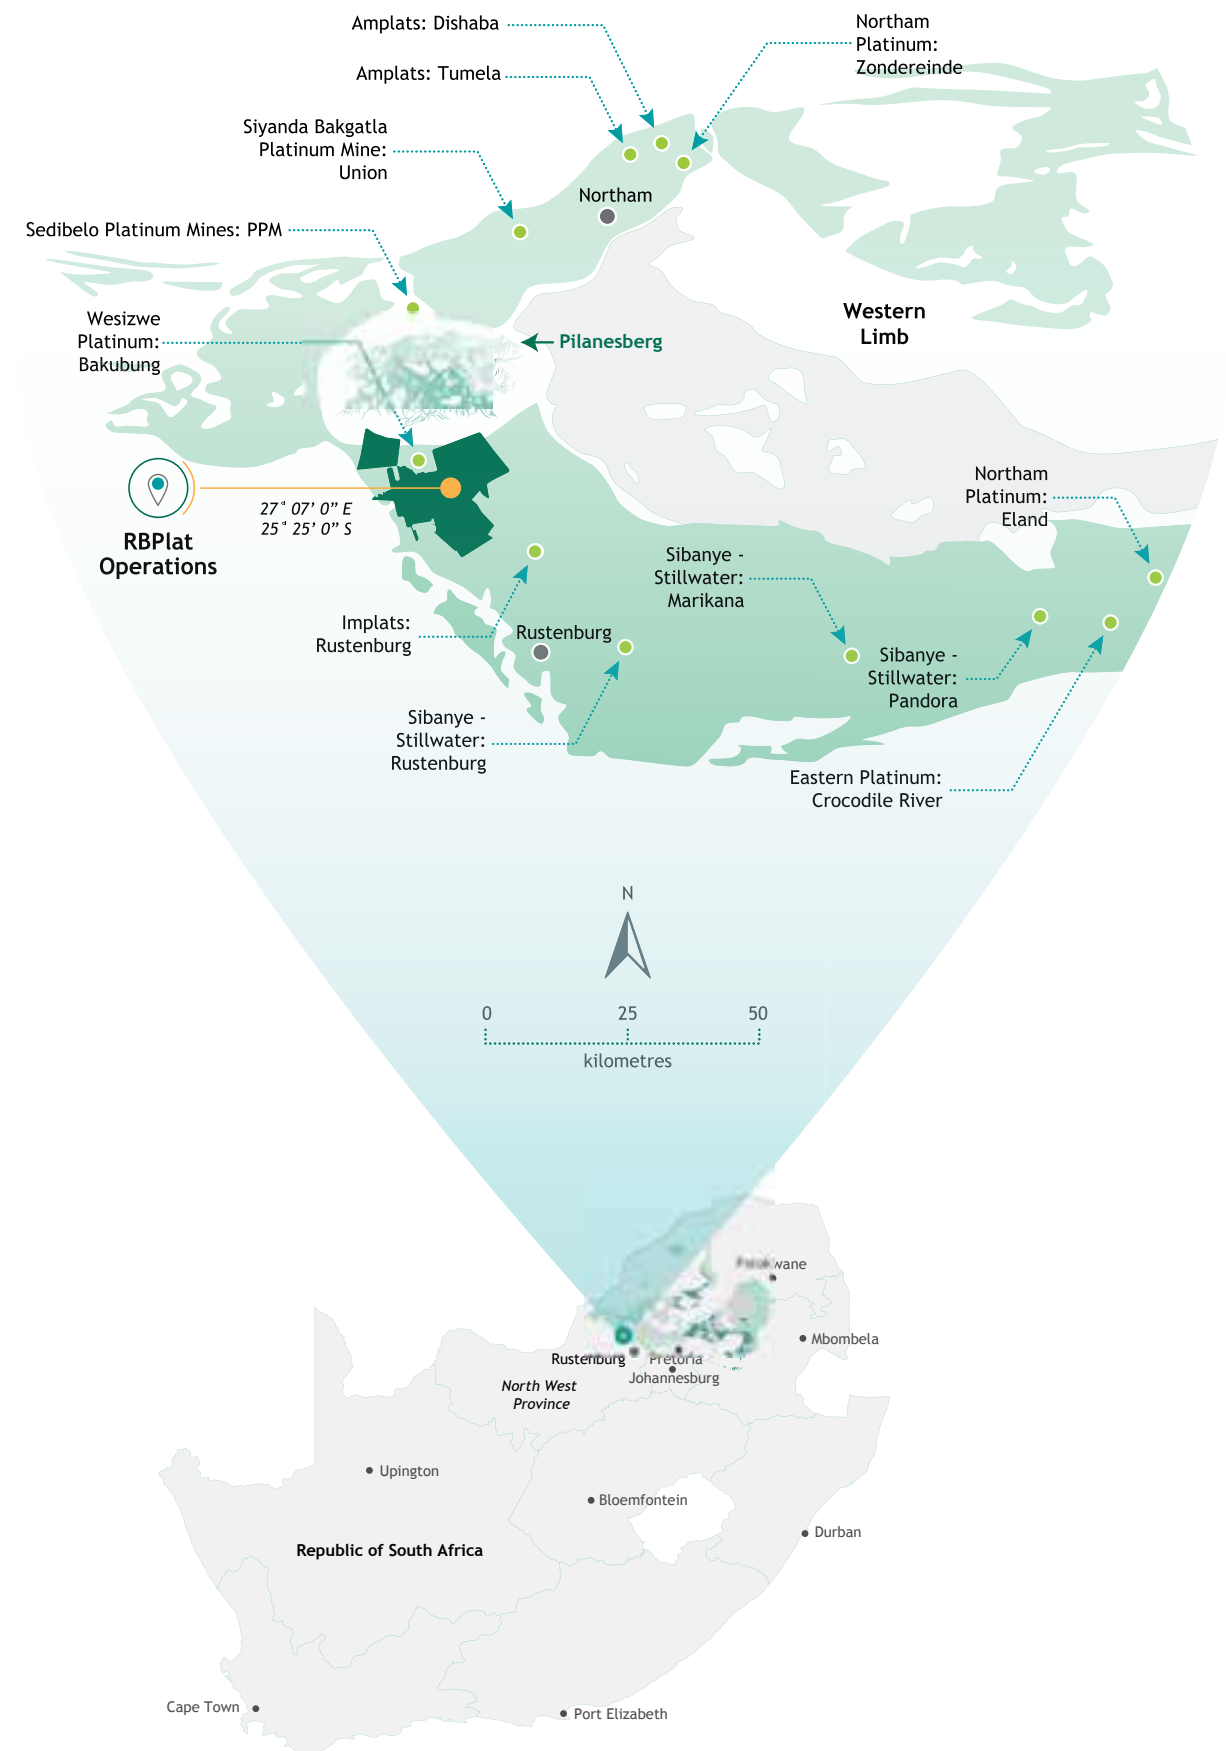 Amplats: Dishaba
Northam
Platinum:
Zondereinde
Amplats: Tumela
Siyanda Bakgatla
Platinum Mine:
Union
Northam
Sedibelo Platinum Mines: PPM
Western
Limb
Wesizwe
Platinum:
Bakubung
Pilanesberg
Northam
Platinum:
Eland
27° 07’ 0” E
25° 25’ 0” S
RBPlat
Operations
Sibanye -
Stillwater:
Marikana
Implats:
Rustenburg
Rustenburg
Sibanye -
Stillwater:
Pandora
Sibanye -
Stillwater:
Rustenburg
Eastern Platinum:
Crocodile River
N
0 25 50
kilometres
Mbombela
Rustenburg
Pretoria
Johannesburg
North West
Province
Upington
Bloemfontein
Durban
Republic of South Africa
Cape Town
Port Elizabeth